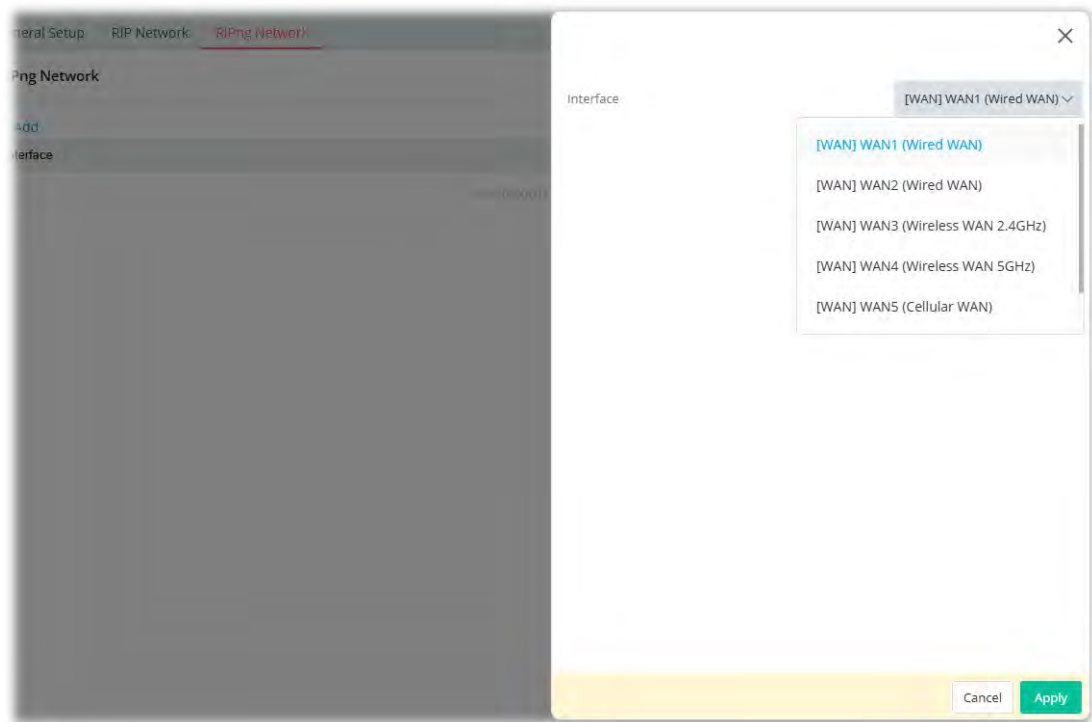 neral Setup RIP Network RIPng Network
Png Network
Add
terface
Interface
[WAN] WAN1 (Wired WAN)
[WAN] WAN1 (Wired WAN)
[WAN] WAN2 (Wired WAN)
[WAN] WAN3 (Wireless WAN 2.4GHz)
[WAN] WAN4 (Wireless WAN 5GHz)
[WAN] WAN5 (Cellular WAN)
Cancel Apply